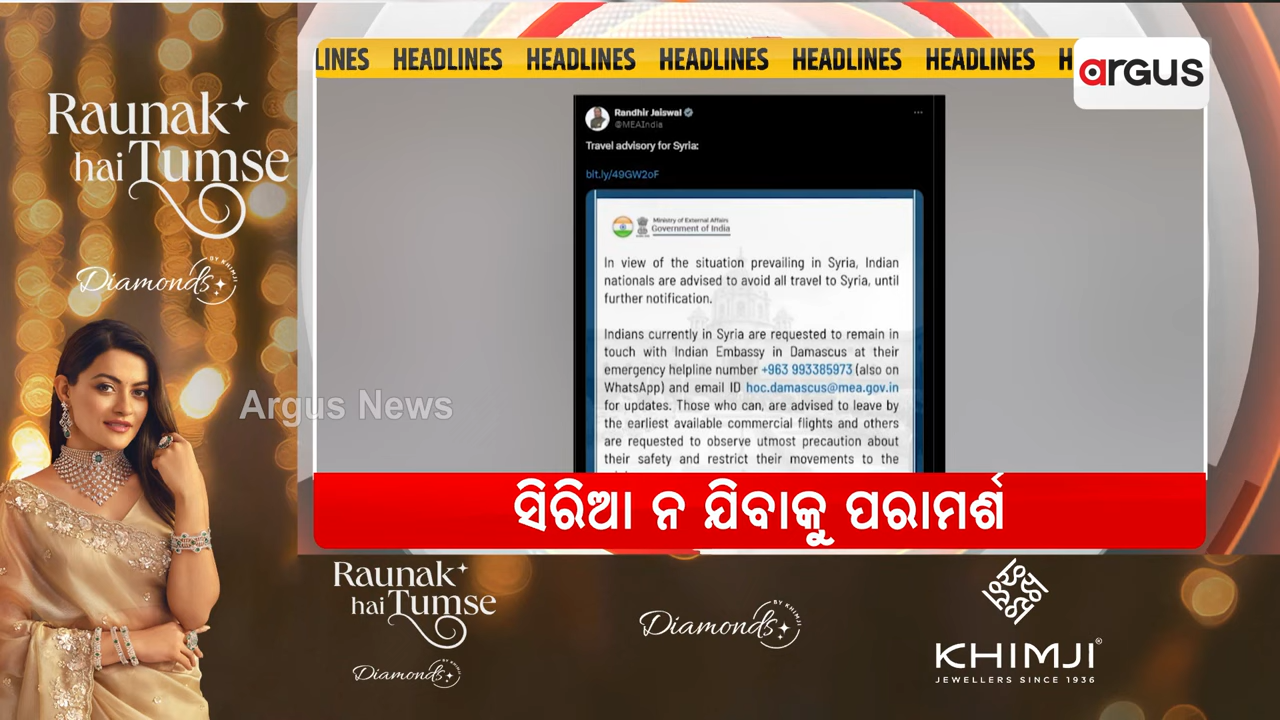 Raunak
hai Tumse
Diamonds
BY KHIMJI
LINES HEADLINES HEADLINES HEADLINES HEADLINES HEADLINES H
argus
Randhir Jaiswal
@MEAIndia
Travel advisory for Syria:
bit.ly/49GW2oF
Ministry of External Affairs
Government of India
In view of the situation prevailing in Syria, Indian
nationals are advised to avoid all travel to Syria, until
further notification.
Indians currently in Syria are requested to remain in
touch with Indian Embassy in Damascus at their
emergency helpline number +963 993385973 (also on
WhatsApp) and email ID hoc.damascus@mea.gov.in
for updates. Those who can, are advised to leave by
the earliest available commercial flights and others
are requested to observe utmost precaution about
their safety and restrict their movements to the
Argus News
ସିରିଆ ନ ଯିବାକୁ ପରାମର୍ଶ
Raunak
hai Tumse
Diamonds
BY KHIMJI
Diamonds
BY KHIMJI
KHIMJI®
JEWELLERS SINCE 1936